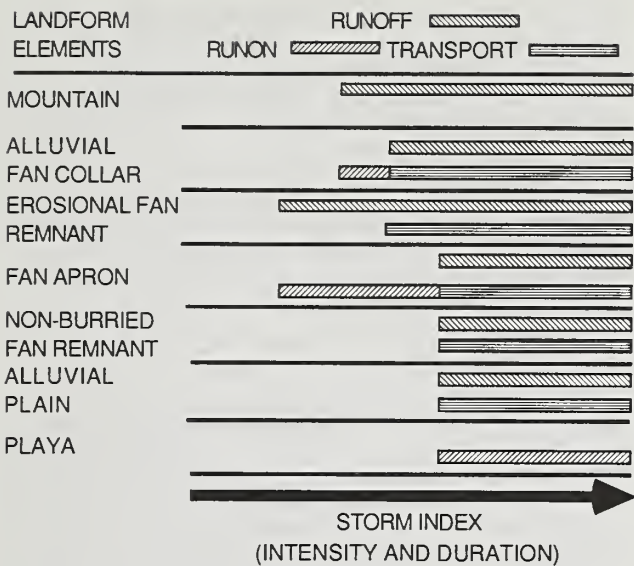 LANDFORM RUNOFF
ELEMENTS RUNON TRANSPORT
MOUNTAIN
ALLUVIAL
FAN COLLAR
EROSIONAL FAN
REMNANT
FAN APRON
NON-BURRIED
FAN REMNANT
ALLUVIAL
PLAIN
PLAYA
STORM INDEX
(INTENSITY AND DURATION)